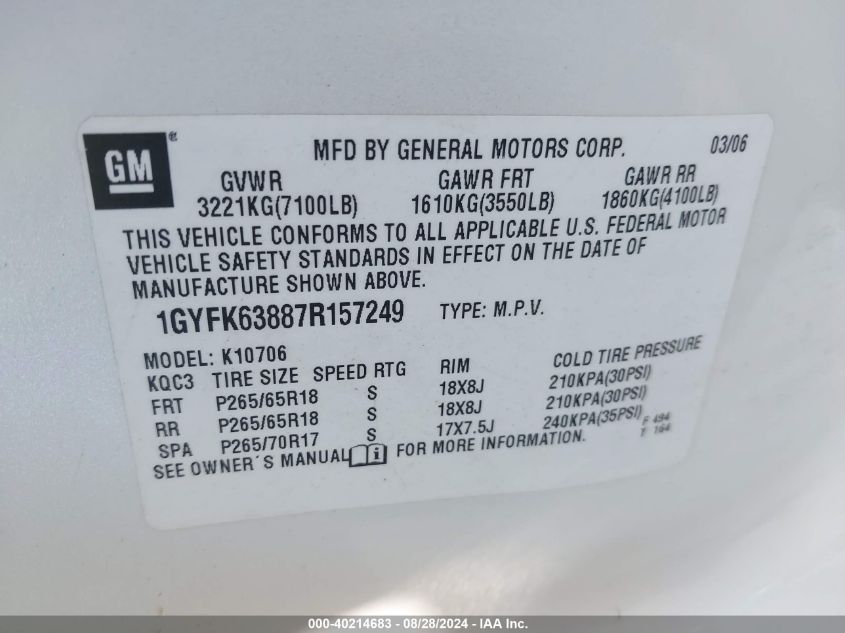 GM ® MFD BY GENERAL MOTORS CORP. 03/06
GVWR GAWR FRT GAWR RR
3221KG(7100LB) 1610KG(3550LB) 1860KG(4100LB)
THIS VEHICLE CONFORMS TO ALL APPLICABLE U.S. FEDERAL MOTOR
VEHICLE SAFETY STANDARDS IN EFFECT ON THE DATE OF
MANUFACTURE SHOWN ABOVE.
1GYFK63887R157249 TYPE: M.P.V.
MODEL: K10706
KQC3 TIRE SIZE SPEED RTG RIM COLD TIRE PRESSURE
FRT P265/65R18 S 18X8J 210KPA(30PSI)
RR P265/65R18 S 18X8J 210KPA(30PSI)
SPA P265/70R17 S 17X7.5J 240KPA(35PSI)
F 494
T 164
SEE OWNER'S MANUAL i FOR MORE INFORMATION.
000-40214683 - 08/28/2024 - IAA Inc.